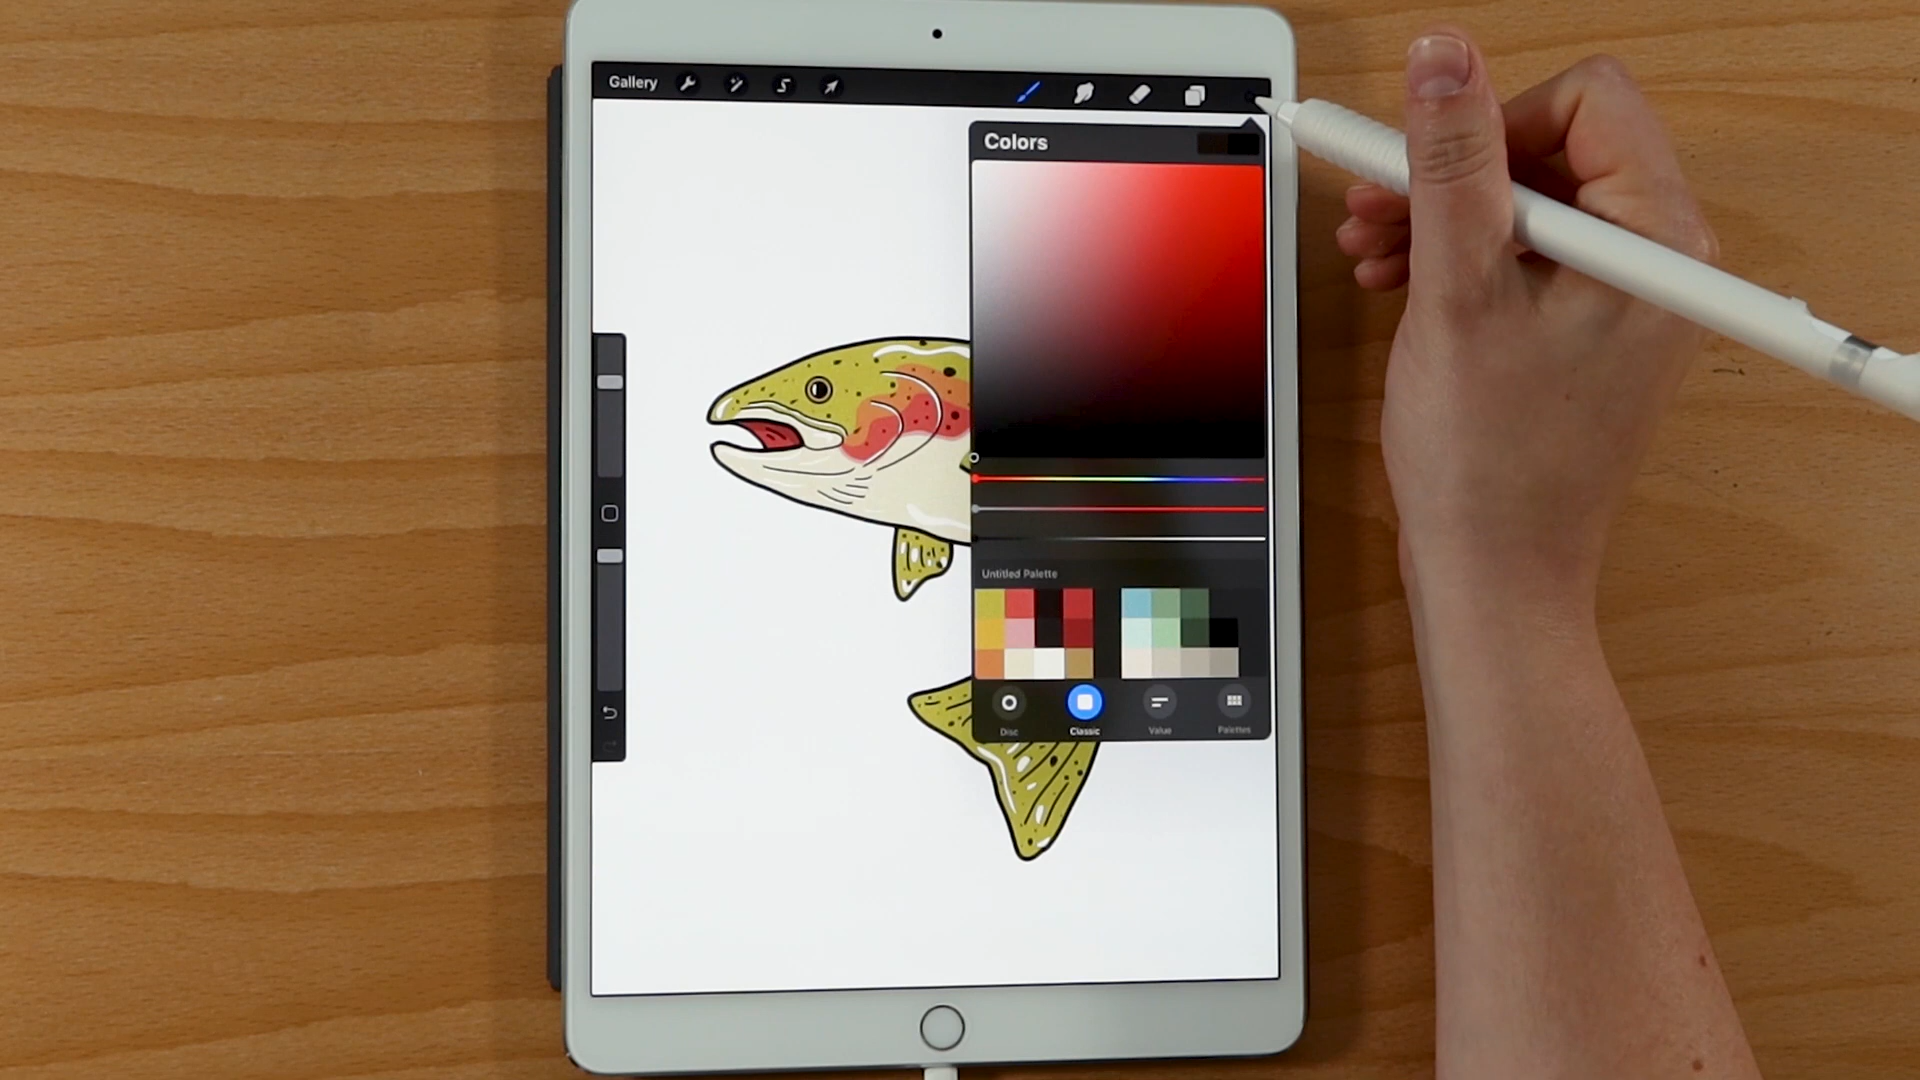 Gallery
Colors
Untitled Palette
Disc
Classic
Value
Palettes